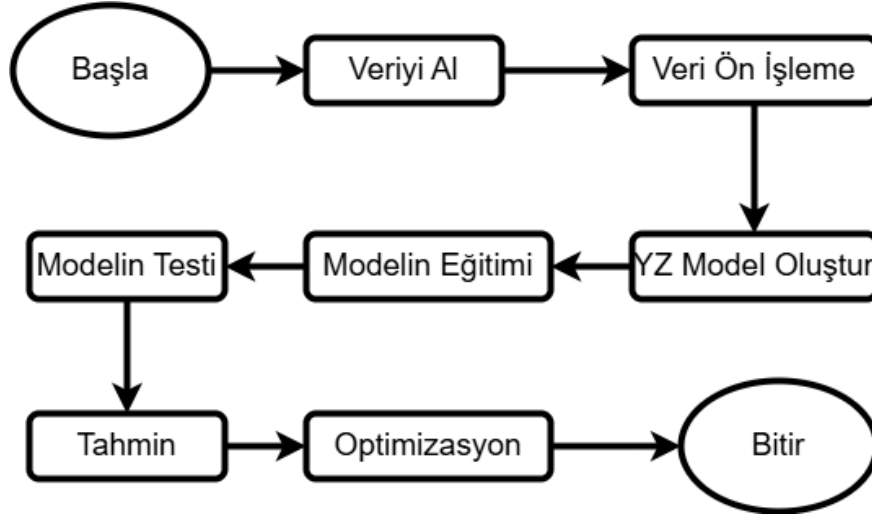 Başla
Veriyi Al
Veri Ön İşleme
YZ Model Oluştur
Modelin Eğitimi
Modelin Testi
Tahmin
Optimizasyon
Bitir